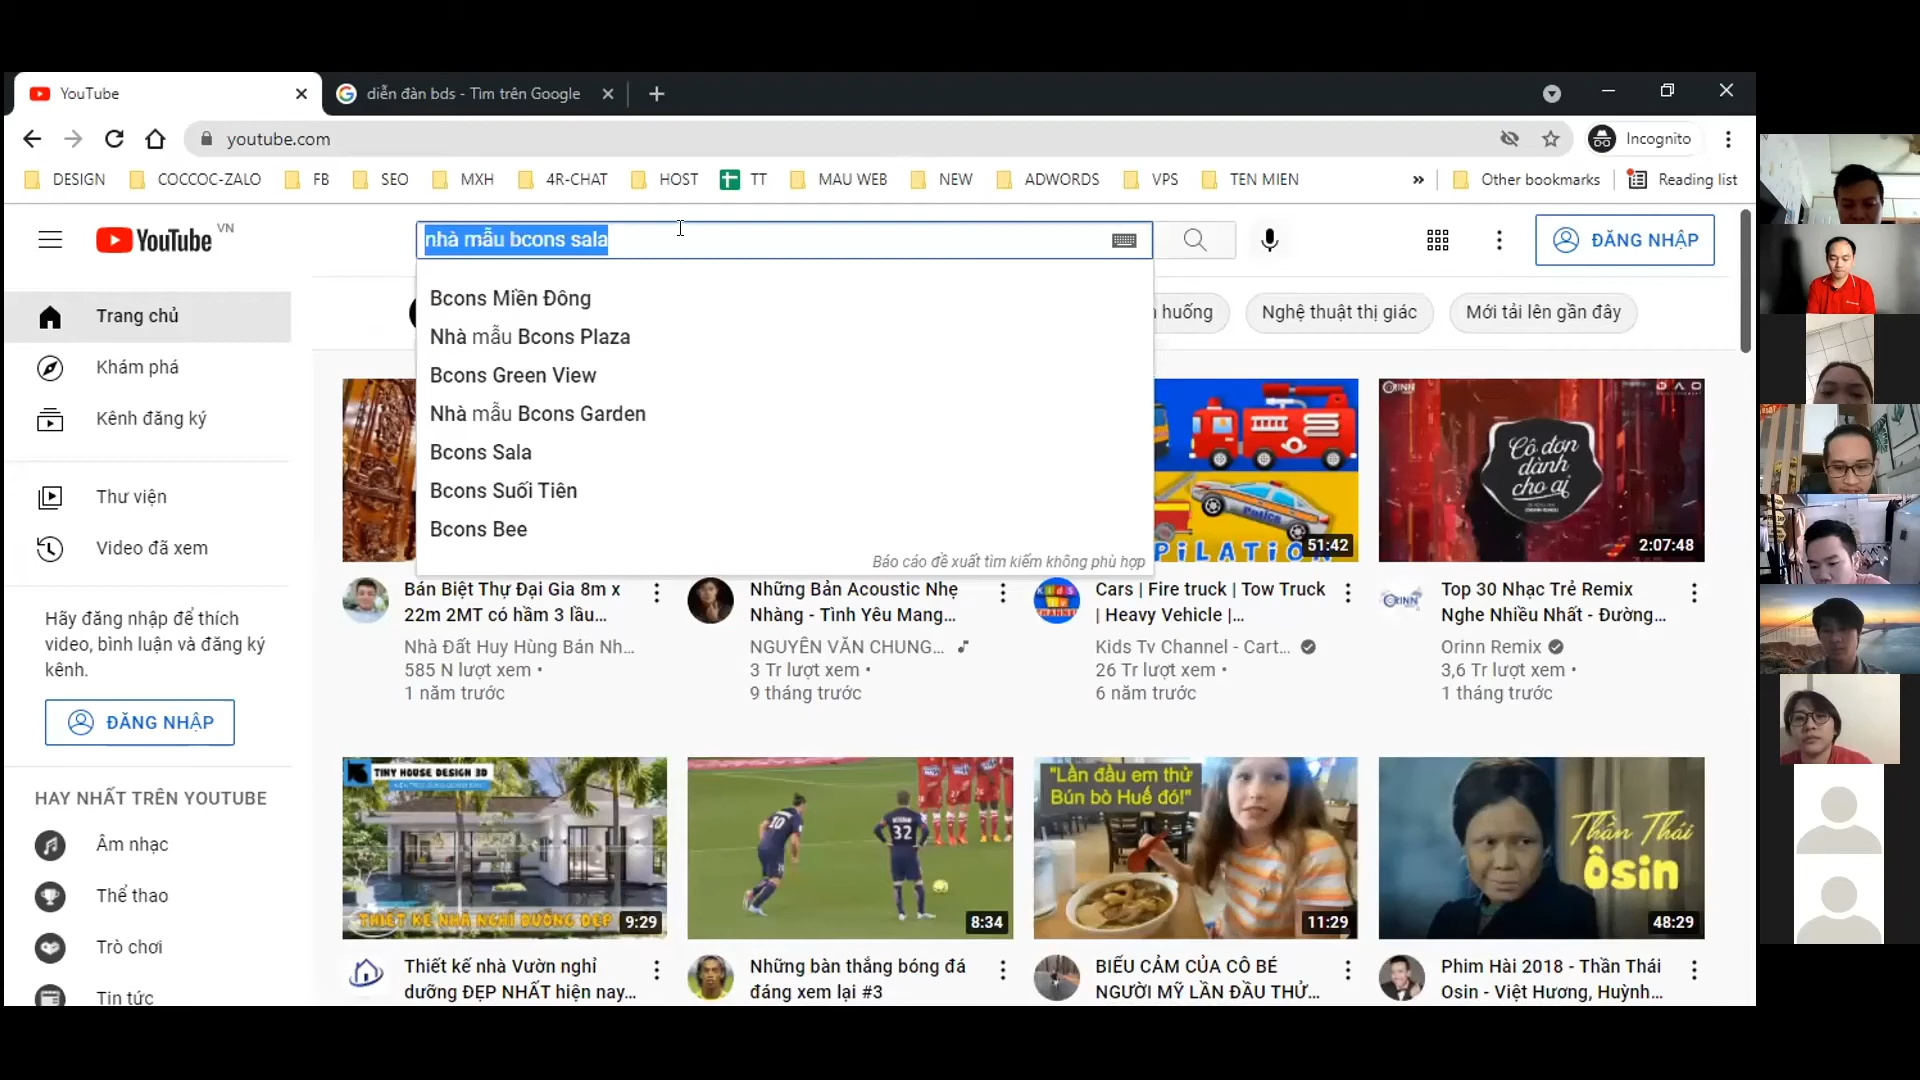 YouTube
diễn đàn bds - Tìm trên Google
youtube.com
Incognito
DESIGN
COCCOC-ZALO
FB
SEO
MXH
4R-CHAT
HOST
TT
MAU WEB
NEW
ADWORDS
VPS
TEN MIEN
»
Other bookmarks
Reading list
YouTube VN
nhà mẫu bcons sala
ĐĂNG NHẬP
Bcons Miền Đông
Nhà mẫu Bcons Plaza
Bcons Green View
Nhà mẫu Bcons Garden
Bcons Sala
Bcons Suối Tiên
Bcons Bee
Báo cáo đề xuất tìm kiếm không phù hợp
huống
Nghệ thuật thị giác
Mới tải lên gần đây
Trang chủ
Khám phá
Kênh đăng ký
Thư viện
Video đã xem
Hãy đăng nhập để thích
video, bình luận và đăng ký
kênh.
ĐĂNG NHẬP
HAY NHẤT TRÊN YOUTUBE
Âm nhạc
Thể thao
Trò chơi
Tin tức
Police
PILATION
51:42
ORINN
Cô đơn
dành
cho ai
2:07:48
Bán Biệt Thự Đại Gia 8m x
22m 2MT có hầm 3 lầu...
Nhà Đất Huy Hùng Bán Nh...
585 N lượt xem •
1 năm trước
Những Bản Acoustic Nhẹ
Nhàng - Tình Yêu Mang...
NGUYỄN VĂN CHUNG...
3 Tr lượt xem •
9 tháng trước
Cars | Fire truck | Tow Truck
| Heavy Vehicle |...
Kids Tv Channel - Cart...
26 Tr lượt xem •
6 năm trước
Top 30 Nhạc Trẻ Remix
Nghe Nhiều Nhất - Đường...
Orinn Remix
3,6 Tr lượt xem •
1 tháng trước
TINY HOUSE DESIGN 3D
THIẾT KẾ NHÀ NGHỈ DƯỠNG ĐẸP
9:29
10
32
8:34
"Lần đầu em thử
Bún bò Huế đó!"
11:29
Thần Thái
Ôsin
48:29
Thiết kế nhà Vườn nghỉ
dưỡng ĐẸP NHẤT hiện nay...
Những bàn thắng bóng đá
đáng xem lại #3
BIỂU CẢM CỦA CÔ BÉ
NGƯỜI MỸ LẦN ĐẦU THỬ...
Phim Hài 2018 - Thần Thái
Osin - Việt Hương, Huỳnh...